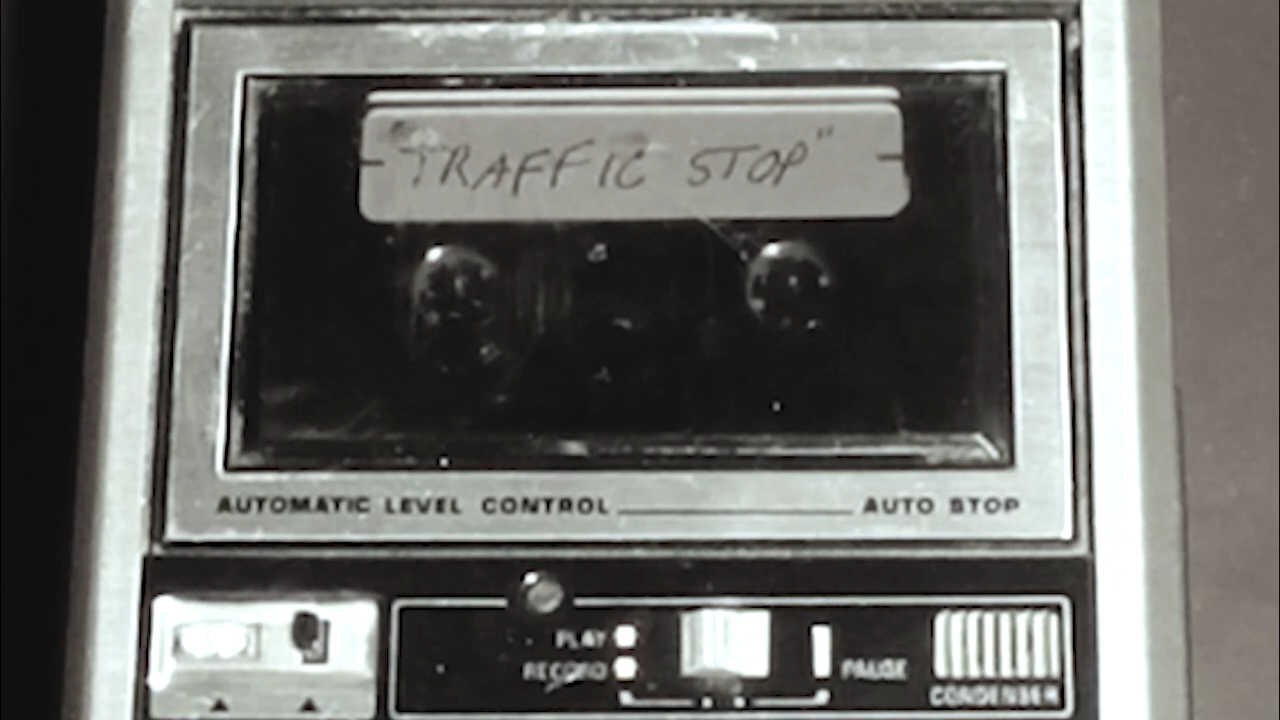 "TRAFFIC STOP"
AUTOMATIC LEVEL CONTROL AUTO STOP
PLAY
RECORD
PAUSE
CONDENSER